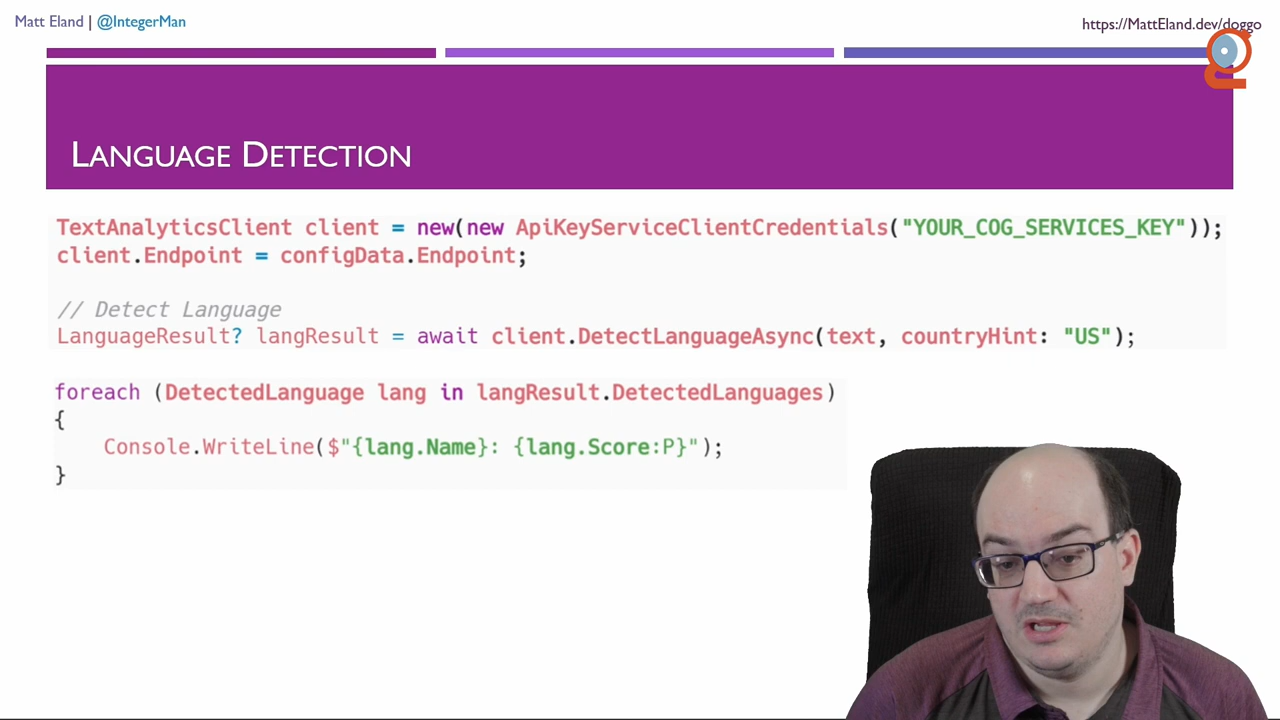 Matt Eland | @IntegerMan
https://MattEland.dev/doggo
LANGUAGE DETECTION
TextAnalyticsClient client = new(new ApiKeyServiceClientCredentials("YOUR_COG_SERVICES_KEY"));
client.Endpoint = configData.Endpoint;
// Detect Language
LanguageResult? langResult = await client.DetectLanguageAsync(text, countryHint: "US");
foreach (DetectedLanguage lang in langResult.DetectedLanguages)
{
    Console.WriteLine($"{lang.Name}: {lang.Score:P}");
}